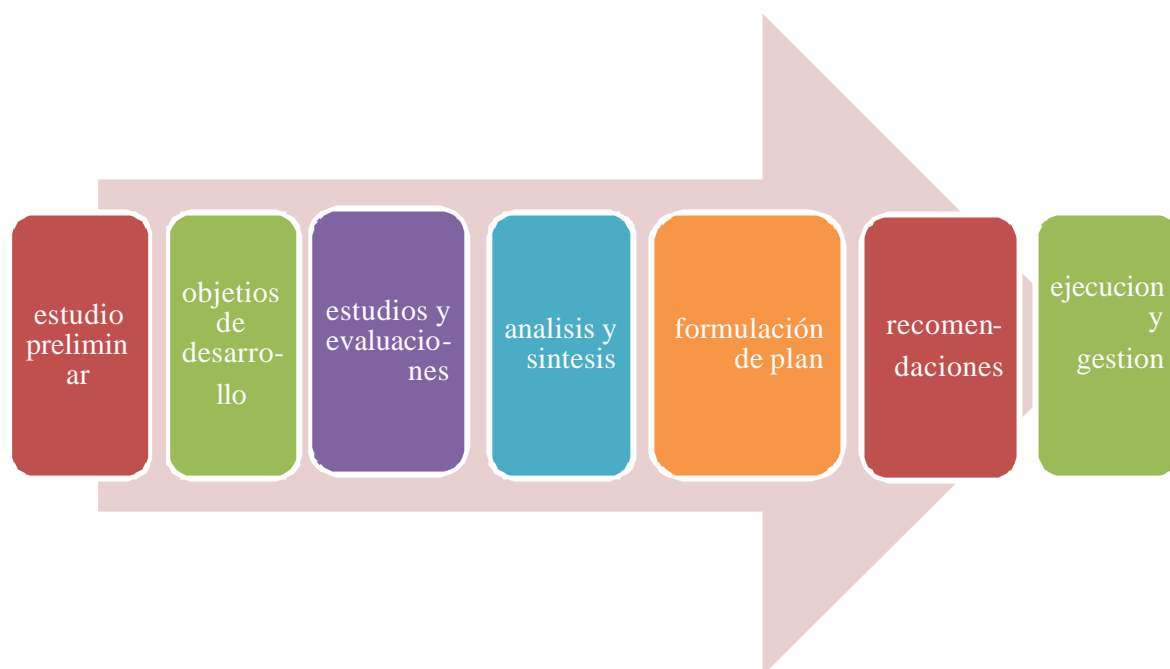 estudio
prelimin
ar
objetios
de
desarro-
llo
estudios y
evaluacio-
nes
analisis y
sintesis
formulación
de plan
recomen-
daciones
ejecucion
y
gestion